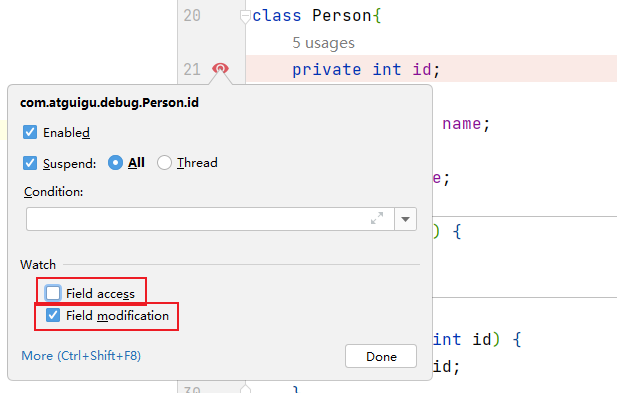 20 class Person{
5 usages
21 private int id;
com.atguigu.debug.Person.id
name;
Enabled
Suspend: All Thread
e;
Condition:
) {
Watch
Field access
Field modification
int id) {
More (Ctrl+Shift+F8) Done
id;
30 }